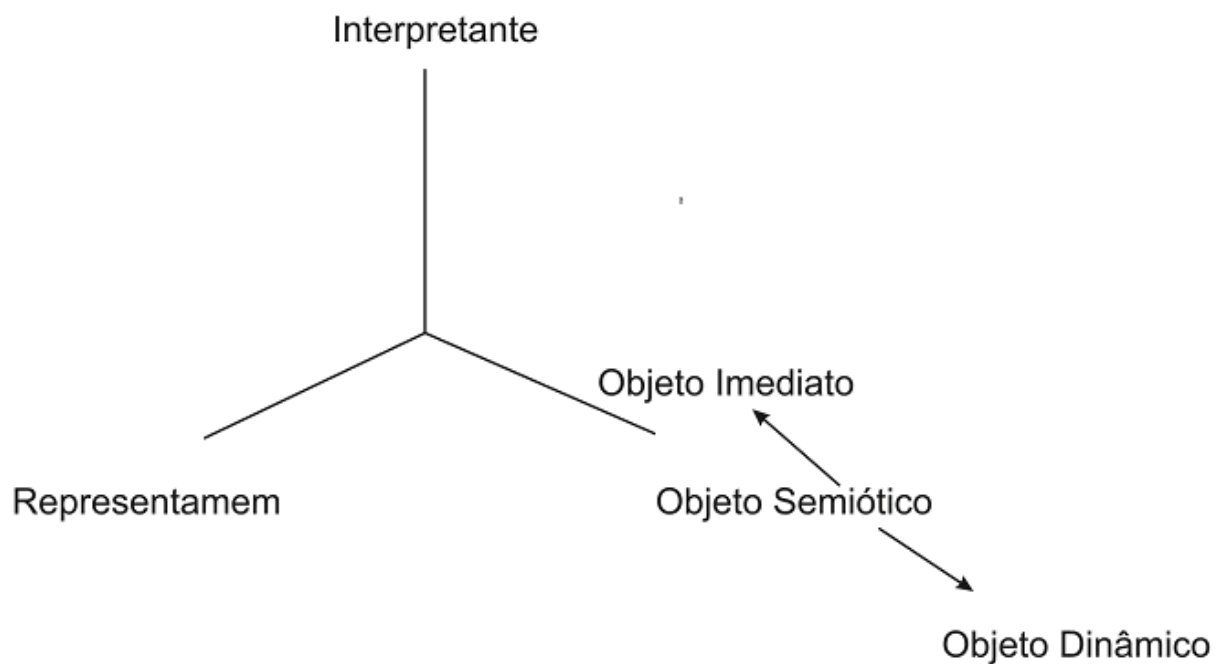 Interpretante
Objeto Imediato
Representamem
Objeto Semiótico
Objeto Dinâmico